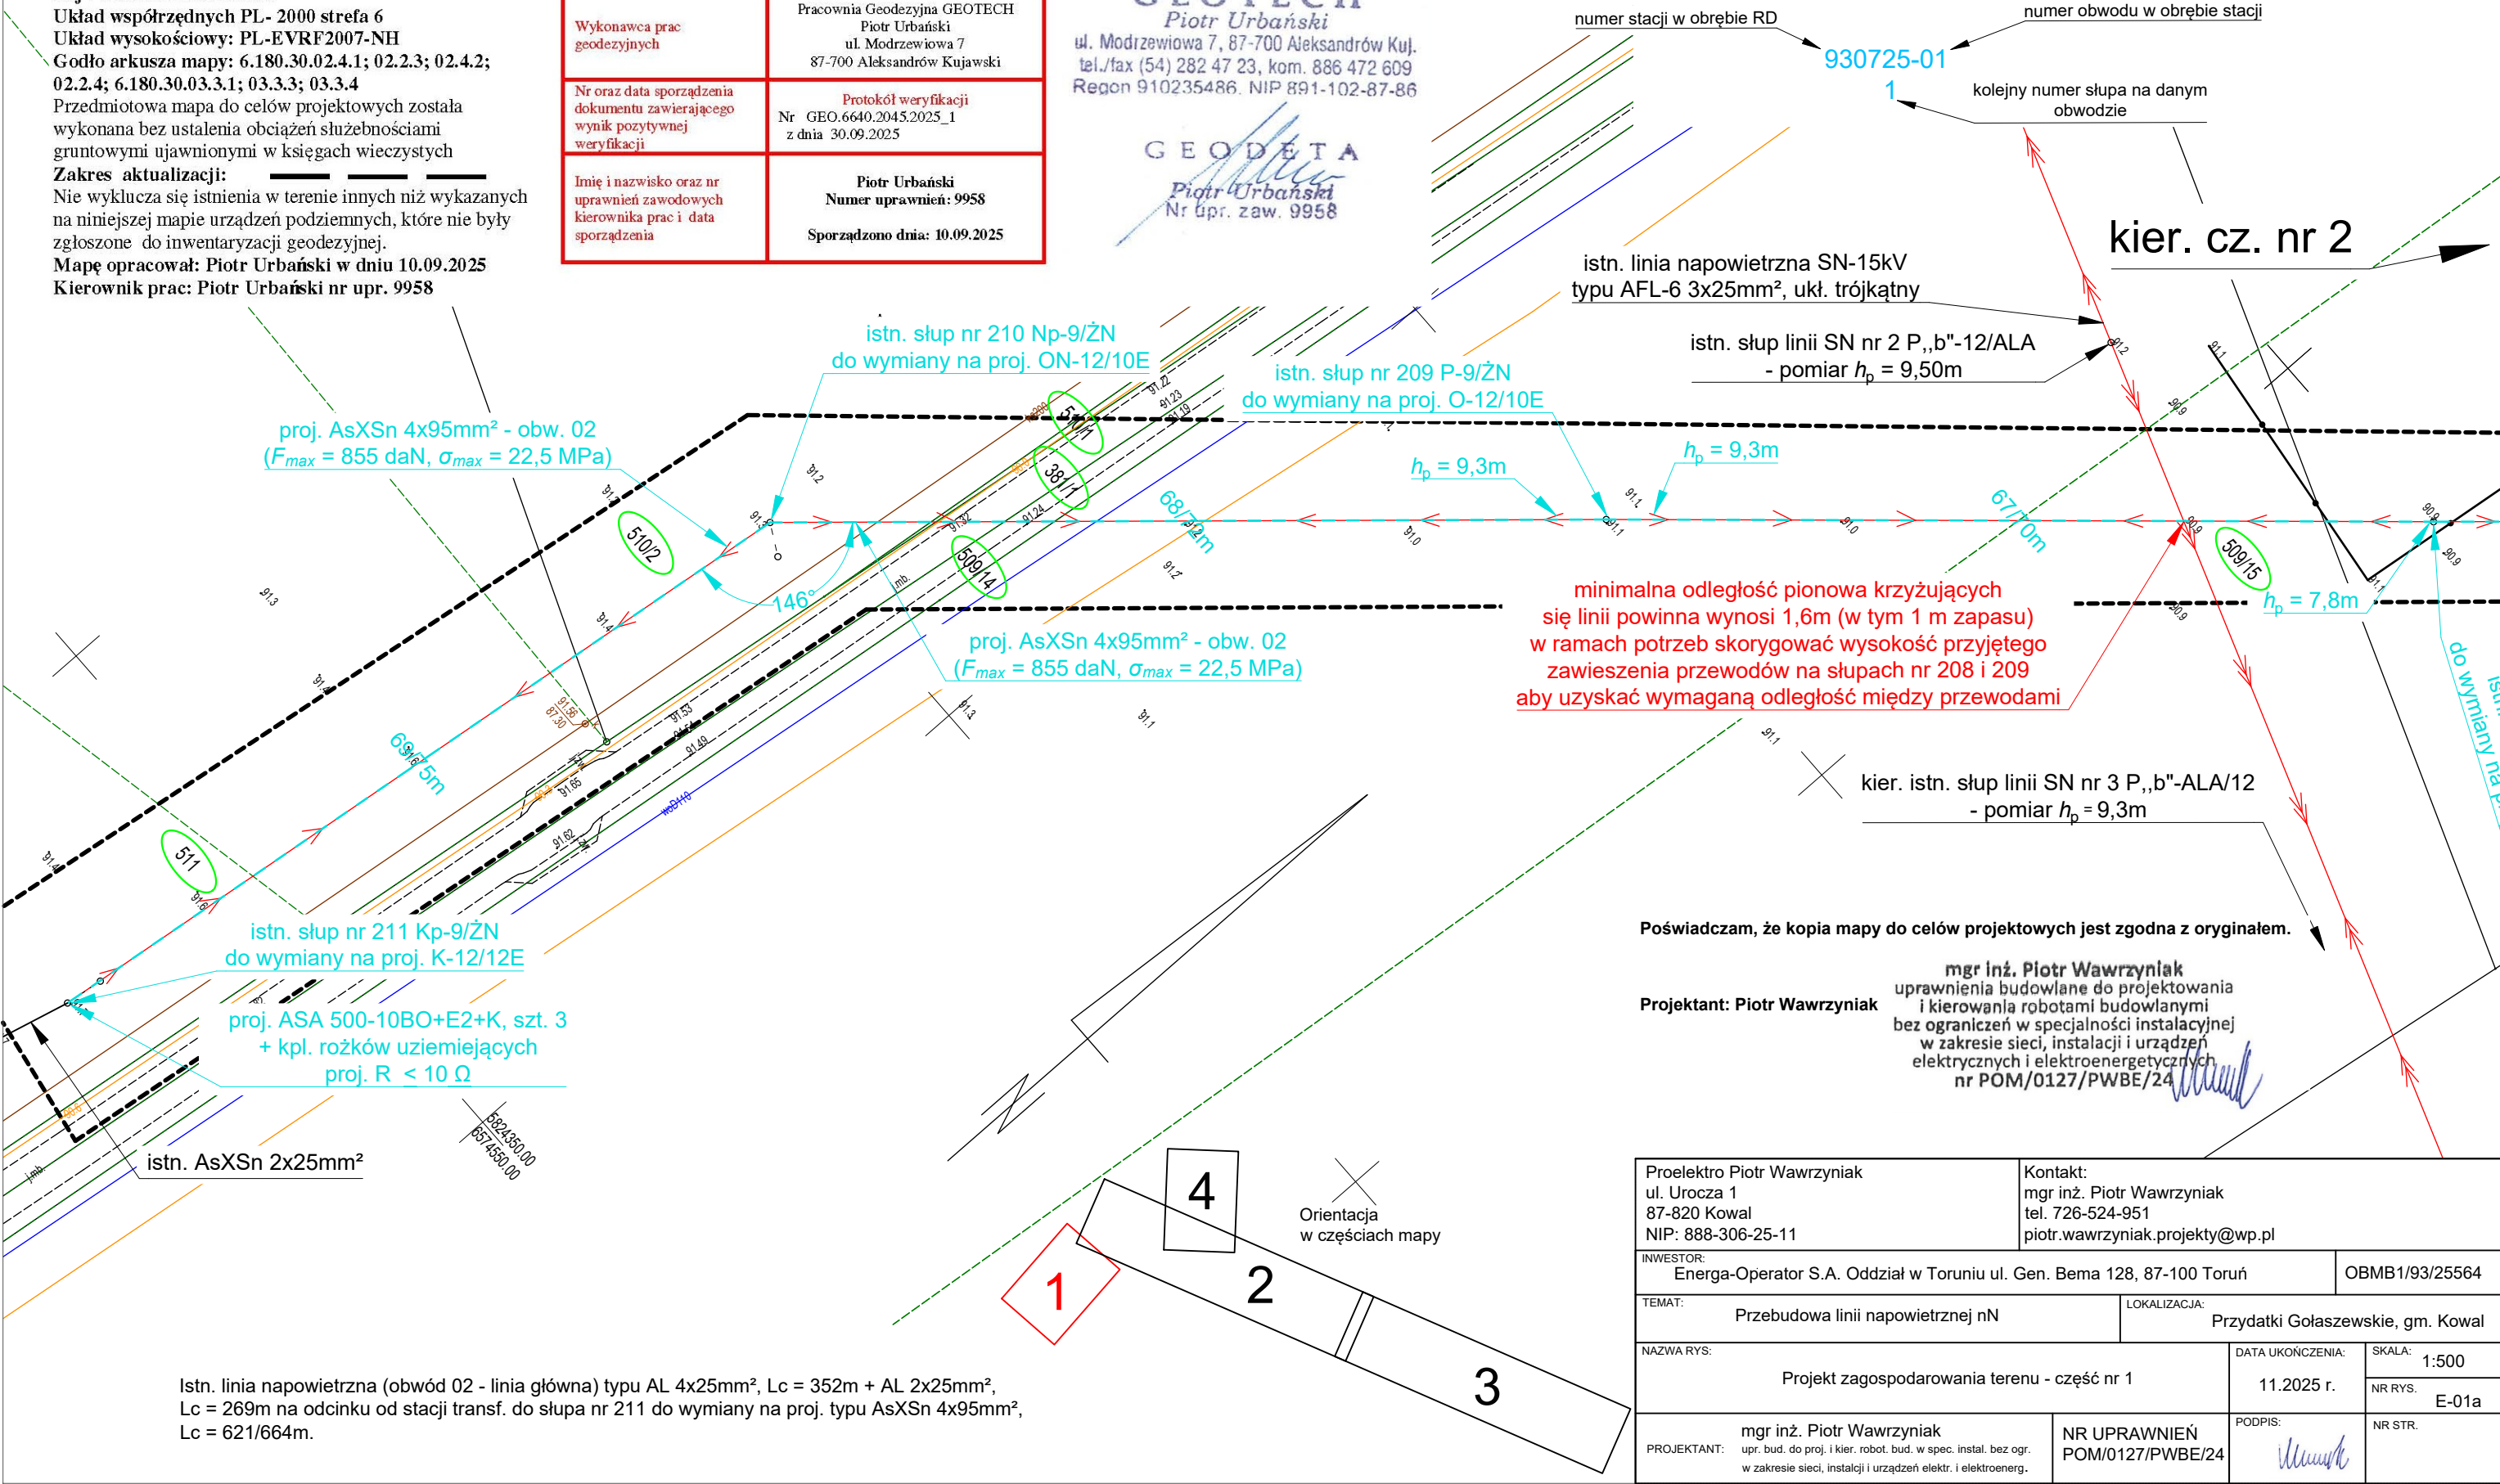 Układ współrzędnych PL- 2000 strefa 6
Układ wysokościowy: PL-EVRF2007-NH
Godło arkusza mapy: 6.180.30.02.4.1; 02.2.3; 02.4.2;
02.2.4; 6.180.30.03.3.1; 03.3.3; 03.3.4
Przedmiotowa mapa do celów projektowych została
wykonana bez ustalenia obciążeń służebnościami
gruntowymi ujawnionymi w księgach wieczystych
Zakres aktualizacji:
Nie wyklucza się istnienia w terenie innych niż wykazanych
na niniejszej mapie urządzeń podziemnych, które nie były
zgłoszone do inwentaryzacji geodezyjnej.
Mapę opracował: Piotr Urbański w dniu 10.09.2025
Kierownik prac: Piotr Urbański nr upr. 9958
Wykonawca prac
geodezyjnych
Pracownia Geodezyjna GEOTECH
Piotr Urbański
ul. Modrzewiowa 7
87-700 Aleksandrów Kujawski
Nr oraz data sporządzenia
dokumentu zawierającego
wynik pozytywnej
weryfikacji
Protokół weryfikacji
Nr GEO.6640.2045.2025_1
z dnia 30.09.2025
Imię i nazwisko oraz nr
uprawnień zawodowych
kierownika prac i data
sporządzenia
Piotr Urbański
Numer uprawnień: 9958
Sporządzono dnia: 10.09.2025
GEOTECH
Piotr Urbański
ul. Modrzewiowa 7, 87-700 Aleksandrów Kuj.
tel./fax (54) 282 47 23, kom. 886 472 609
Regon 910235486. NIP 891-102-87-86
GEODETA
Piotr Urbański
Nr upr. zaw. 9958
numer stacji w obrębie RD
numer obwodu w obrębie stacji
930725-01
1
kolejny numer słupa na danym
obwodzie
kier. cz. nr 2
istn. linia napowietrzna SN-15kV
typu AFL-6 3x25mm², ukł. trójkątny
istn. słup linii SN nr 2 P,,b"-12/ALA
- pomiar hp = 9,50m
istn. słup nr 210 Np-9/ŻN
do wymiany na proj. ON-12/10E
istn. słup nr 209 P-9/ŻN
do wymiany na proj. O-12/10E
proj. AsXSn 4x95mm² - obw. 02
(Fmax = 855 daN, σmax = 22,5 MPa)
hp = 9,3m
hp = 9,3m
510/1
381/1
510/2
509/14
68/72m
67/70m
509/15
146°
hp = 7,8m
proj. AsXSn 4x95mm² - obw. 02
(Fmax = 855 daN, σmax = 22,5 MPa)
minimalna odległość pionowa krzyżujących
się linii powinna wynosi 1,6m (w tym 1 m zapasu)
w ramach potrzeb skorygować wysokość przyjętego
zawieszenia przewodów na słupach nr 208 i 209
aby uzyskać wymaganą odległość między przewodami
do wymiany na
69/75m
woD110
511
kier. istn. słup linii SN nr 3 P,,b"-ALA/12
- pomiar hp = 9,3m
istn. słup nr 211 Kp-9/ŻN
do wymiany na proj. K-12/12E
proj. ASA 500-10BO+E2+K, szt. 3
+ kpl. rożków uziemiejących
proj. R ≤ 10 Ω
istn. AsXSn 2x25mm²
5824350.00
6574550.00
Poświadczam, że kopia mapy do celów projektowych jest zgodna z oryginałem.
Projektant: Piotr Wawrzyniak
mgr inż. Piotr Wawrzyniak
uprawnienia budowlane do projektowania
i kierowania robotami budowlanymi
bez ograniczeń w specjalności instalacyjnej
w zakresie sieci, instalacji i urządzeń
elektrycznych i elektroenergetycznych
nr POM/0127/PWBE/24
4
1
2
3
Orientacja
w częściach mapy
Istn. linia napowietrzna (obwód 02 - linia główna) typu AL 4x25mm², Lc = 352m + AL 2x25mm²,
Lc = 269m na odcinku od stacji transf. do słupa nr 211 do wymiany na proj. typu AsXSn 4x95mm²,
Lc = 621/664m.
Proelektro Piotr Wawrzyniak
ul. Urocza 1
87-820 Kowal
NIP: 888-306-25-11
Kontakt:
mgr inż. Piotr Wawrzyniak
tel. 726-524-951
piotr.wawrzyniak.projekty@wp.pl
INWESTOR:
Energa-Operator S.A. Oddział w Toruniu ul. Gen. Bema 128, 87-100 Toruń
OBMB1/93/25564
TEMAT:
Przebudowa linii napowietrznej nN
LOKALIZACJA:
Przydatki Gołaszewskie, gm. Kowal
NAZWA RYS:
Projekt zagospodarowania terenu - część nr 1
DATA UKOŃCZENIA:
11.2025 r.
SKALA:
1:500
NR RYS.
E-01a
PROJEKTANT:
mgr inż. Piotr Wawrzyniak
upr. bud. do proj. i kier. robot. bud. w spec. instal. bez ogr.
w zakresie sieci, instalcji i urządzeń elektr. i elektroenerg.
NR UPRAWNIEŃ
POM/0127/PWBE/24
PODPIS:
NR STR.